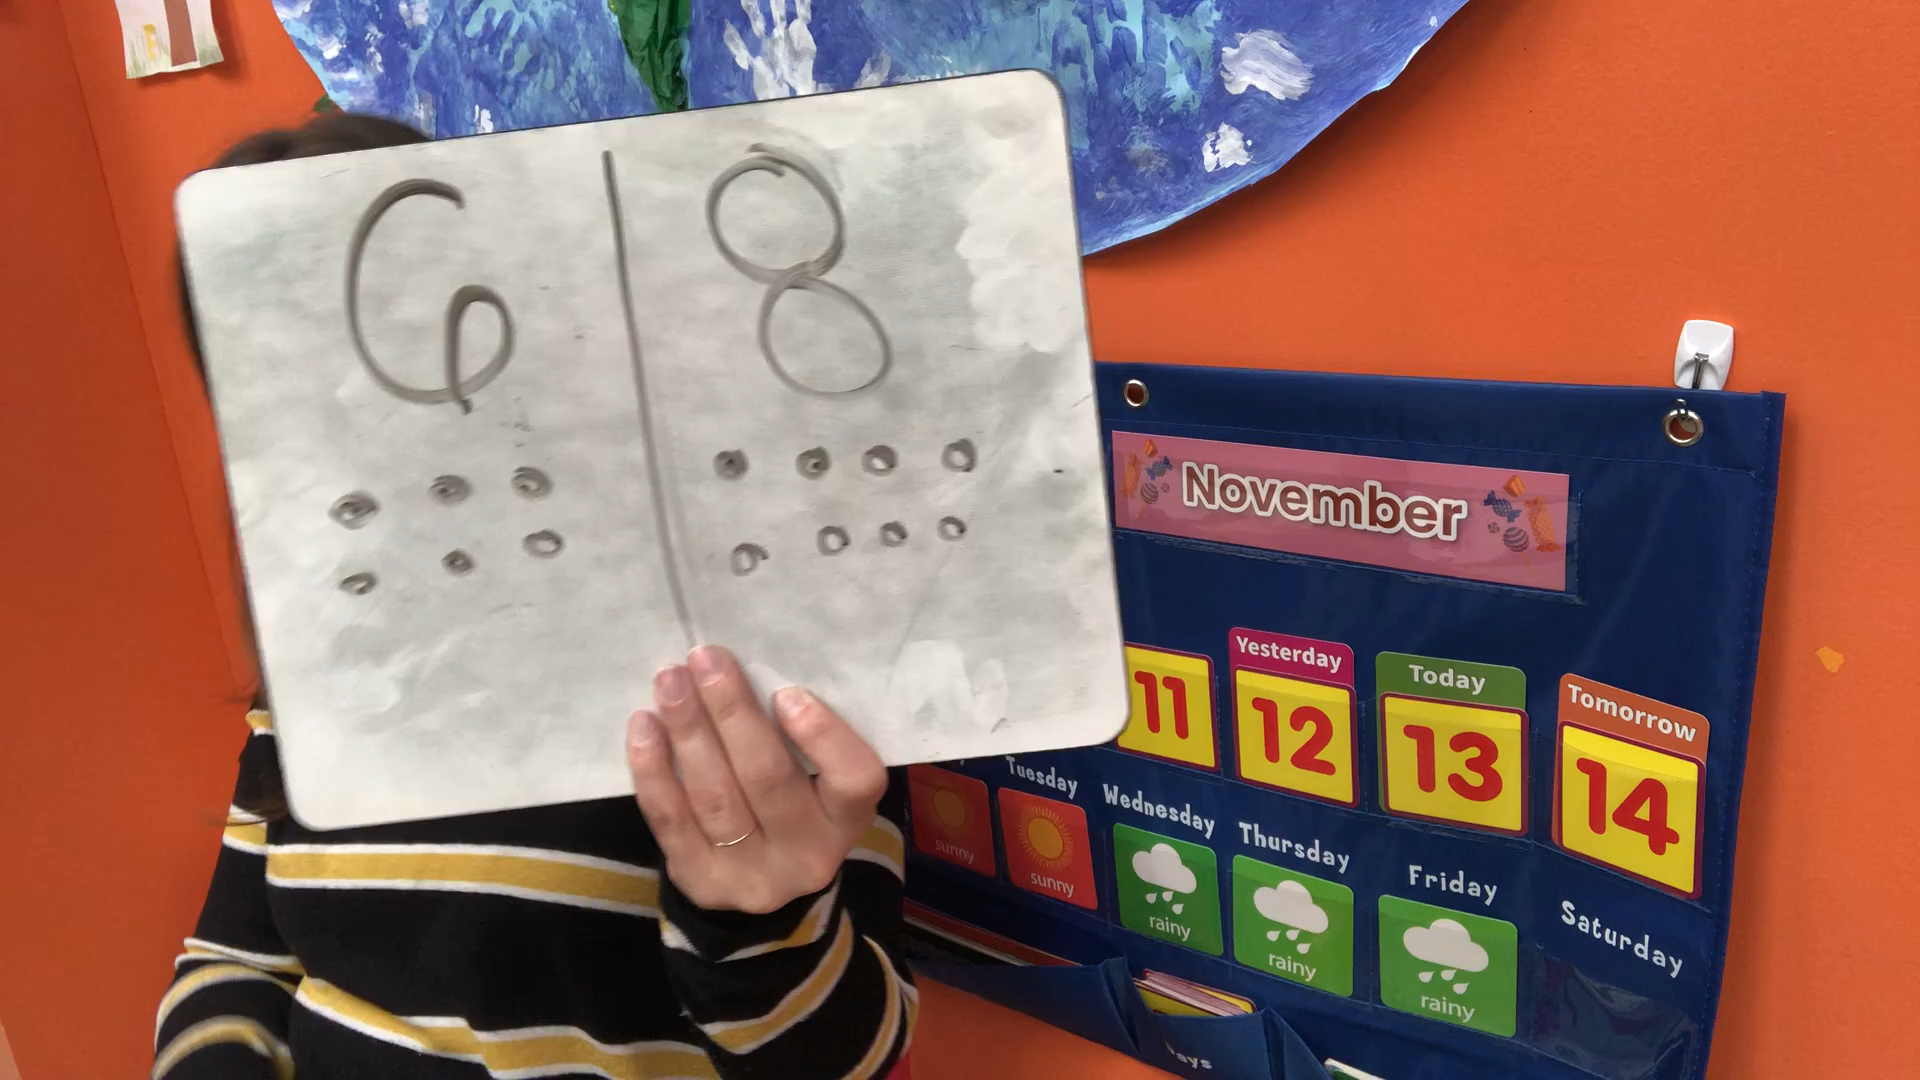 6 8
November
11 12 13 14
Yesterday Today Tomorrow
Tuesday Wednesday Thursday Friday Saturday
sunny sunny rainy rainy rainy